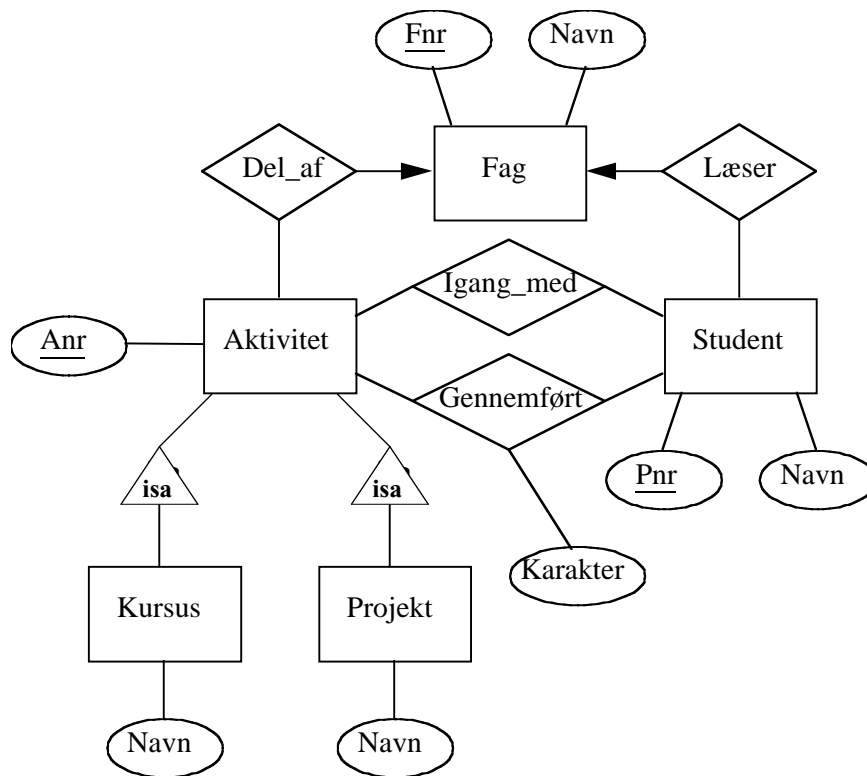 Fnr
Navn
Del_af
Fag
Læser
Igang_med
Anr
Aktivitet
Student
Gennemført
isa
isa
Pnr
Navn
Karakter
Kursus
Projekt
Navn
Navn